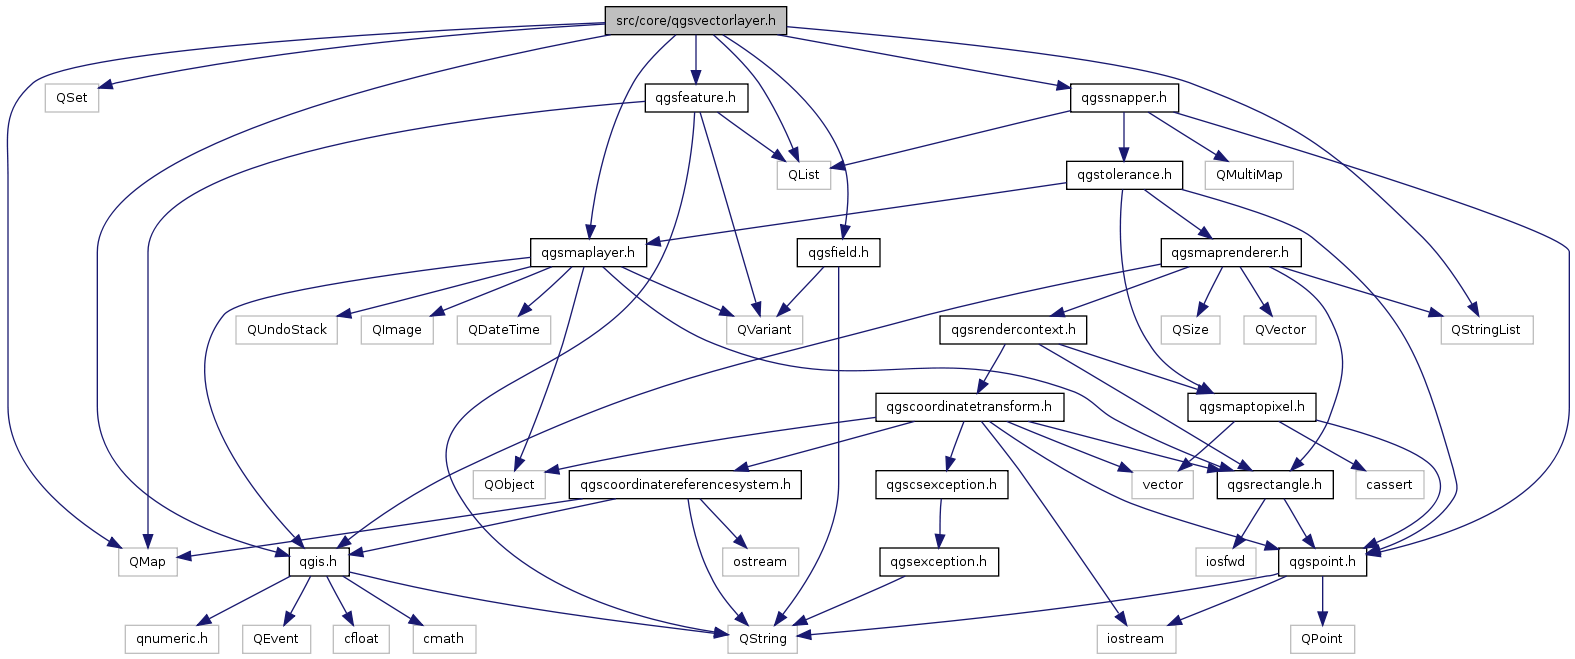 src/core/qgsvectorlayer.h
QSet
qgsfeature.h
qgssnapper.h
QList
qgstolerance.h
QMultiMap
qgsmaplayer.h
qgsfield.h
qgsmaprenderer.h
QUndoStack
QImage
QDateTime
QVariant
qgsrendercontext.h
QSize
QVector
QStringList
qgscoordinatetransform.h
qgsmaptopixel.h
QObject
qgscoordinatereferencesystem.h
qgscsexception.h
vector
qgsrectangle.h
cassert
QMap
qgis.h
ostream
qgsexception.h
iosfwd
qgspoint.h
qnumeric.h
QEvent
cfloat
cmath
QString
iostream
QPoint